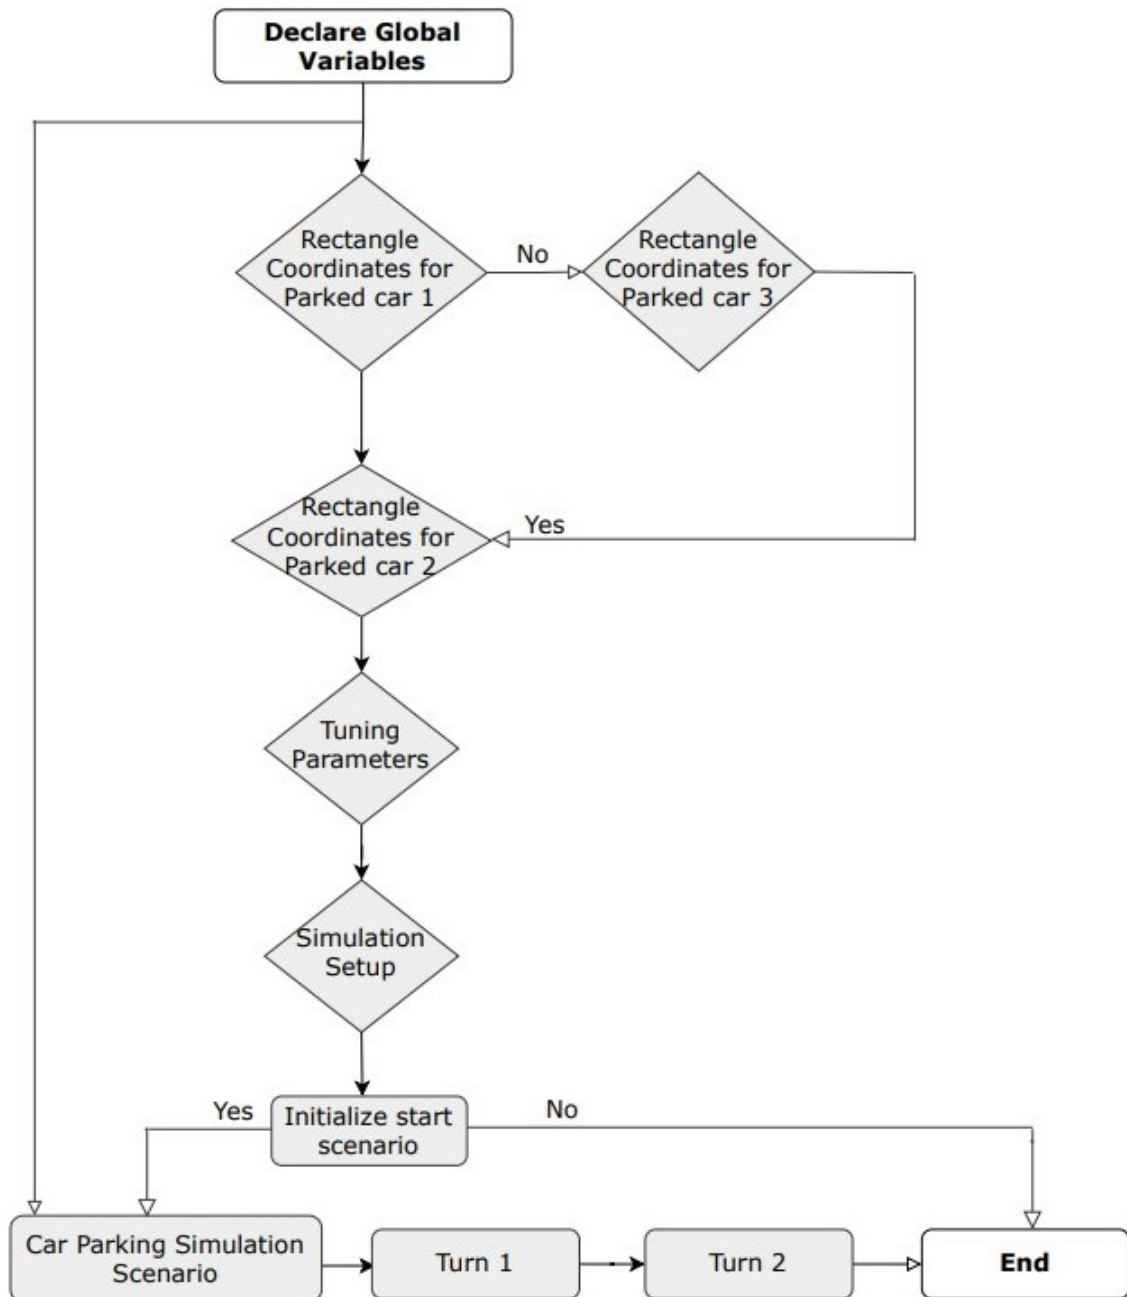 Declare Global
Variables
Rectangle
Coordinates for
Parked car 1
No
Rectangle
Coordinates for
Parked car 3
Rectangle
Coordinates for
Parked car 2
Yes
Tuning
Parameters
Simulation
Setup
Yes
Initialize start
scenario
No
Car Parking Simulation
Scenario
Turn 1
Turn 2
End